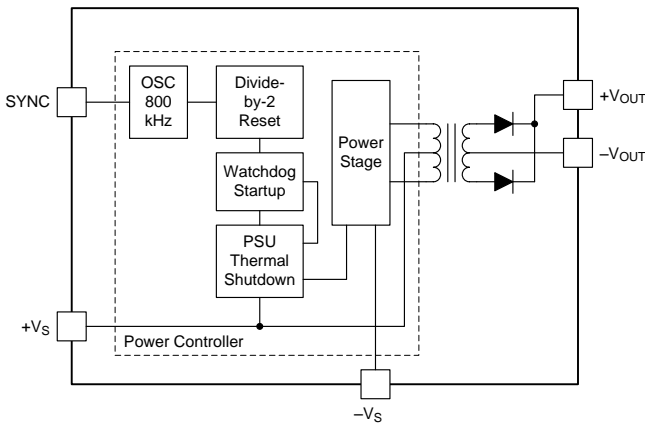 SYNC
OSC
800
kHz
Divide-
by-2
Reset
Watchdog
Startup
PSU
Thermal
Shutdown
Power
Stage
+VOUT
–VOUT
+VS
Power Controller
–VS